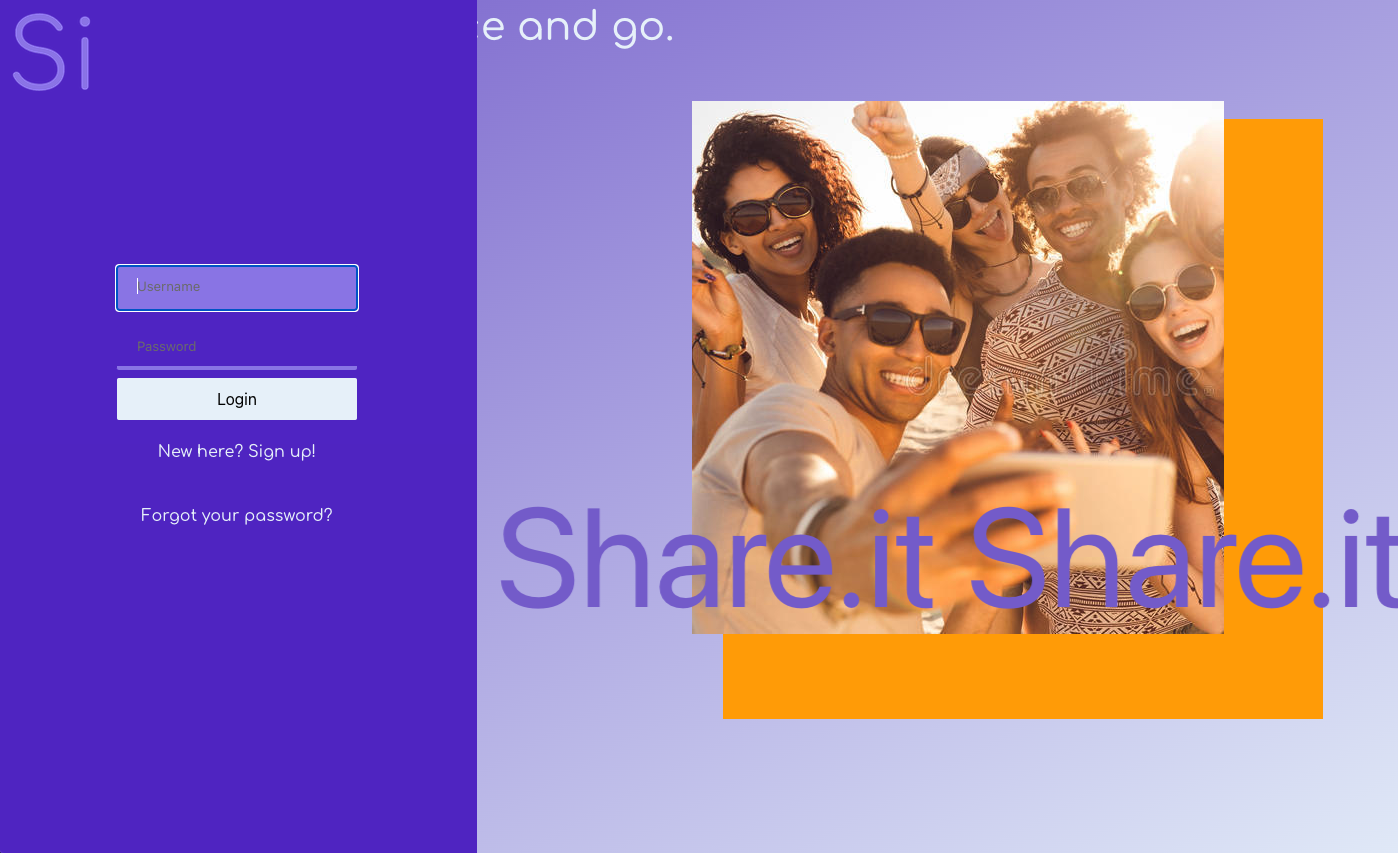 Si
e and go.
Username
Password
Login
New here? Sign up!
Forgot your password?
Share.it Share.it